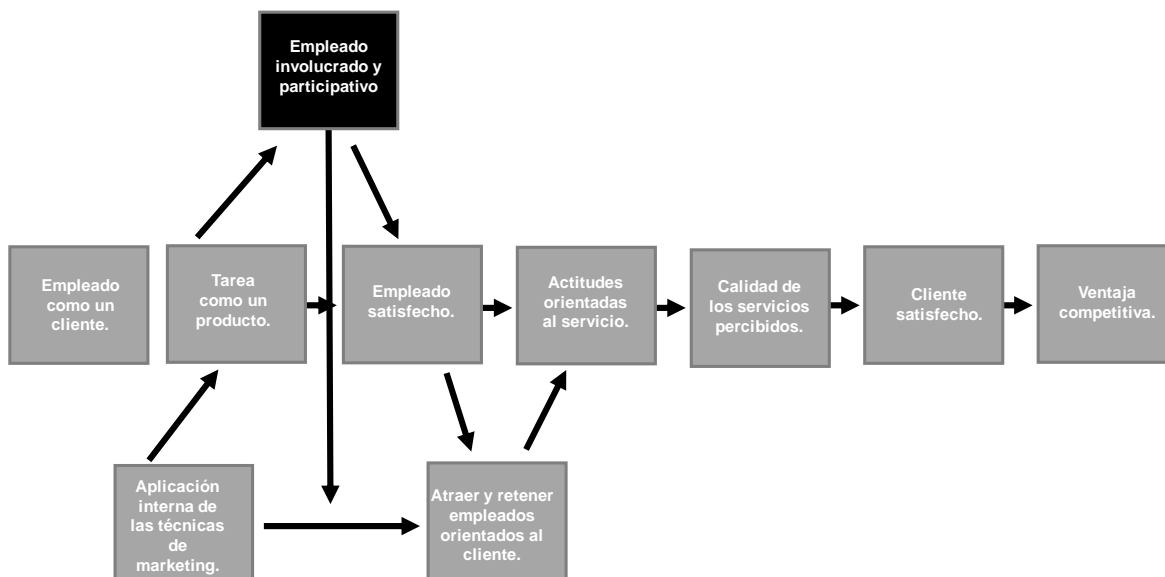 Empleado
involucrado y
participativo
Empleado
como un
cliente.
Tarea
como un
producto.
Empleado
satisfecho.
Actitudes
orientadas
al servicio.
Calidad de
los servicios
percibidos.
Cliente
satisfecho.
Ventaja
competitiva.
Aplicación
interna de
las técnicas
de
marketing.
Atraer y retener
empleados
orientados al
cliente.